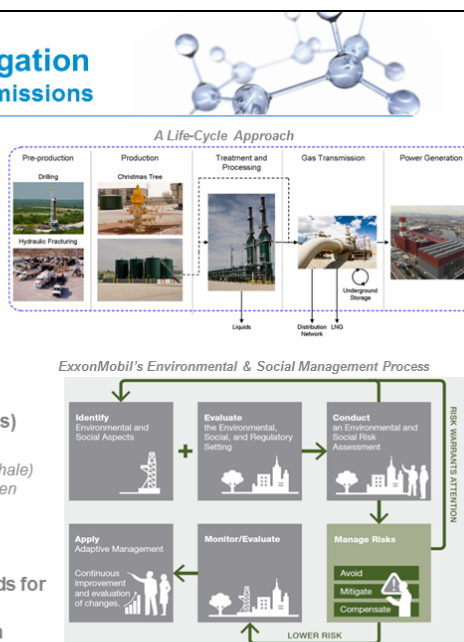 gation
missions
A Life-Cycle Approach
Pre-production
Production
Treatment and
Processing
Gas Transmission
Power Generation
Drilling
Christmas Tree
Hydraulic Fracturing
Underground
Storage
Liquids
Distribution
Network
LNG
ExxonMobil's Environmental & Social Management Process
s)
hale)
en
ds for
Identify
Environmental and
Social Aspects
+
Evaluate
the Environmental,
Social, and Regulatory
Setting
Conduct
an Environmental and
Social Risk
Assessment
RISK WARRANTS ATTENTION
Apply
Adaptive Management
Continuous
improvement
and evaluation
of changes.
Monitor/Evaluate
Manage Risks
Avoid
Mitigate
Compensate
LOWER RISK